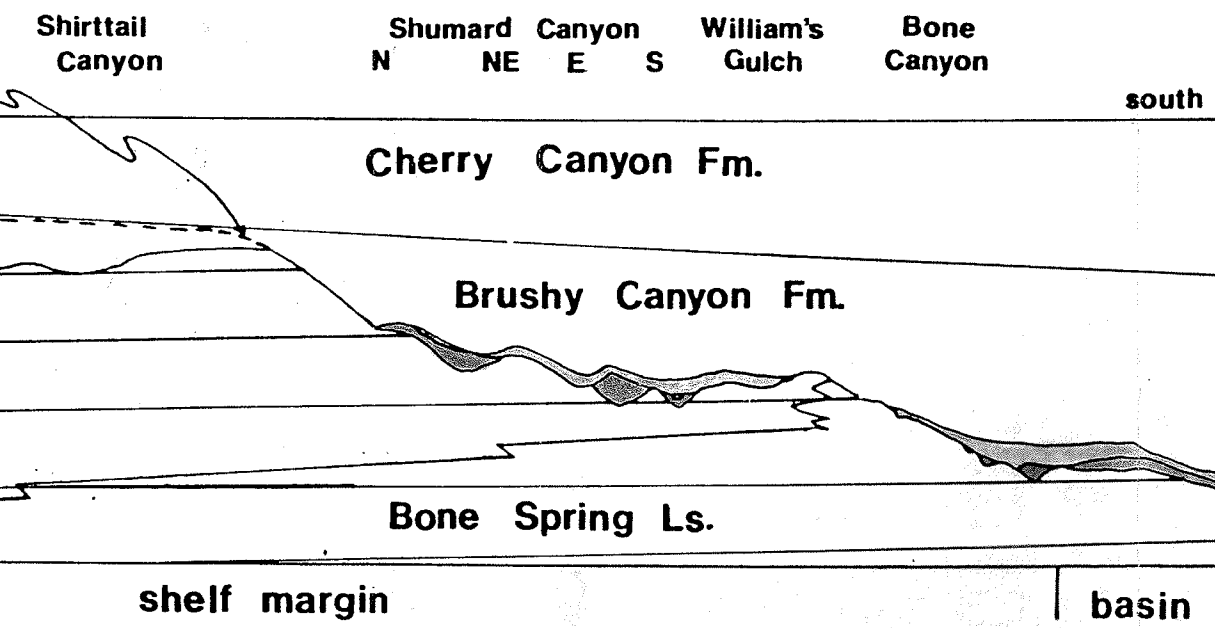 Shirttail Canyon
Shumard Canyon
N NE E S
William's Gulch
Bone Canyon
south
Cherry Canyon Fm.
Brushy Canyon Fm.
Bone Spring Ls.
shelf margin
basin